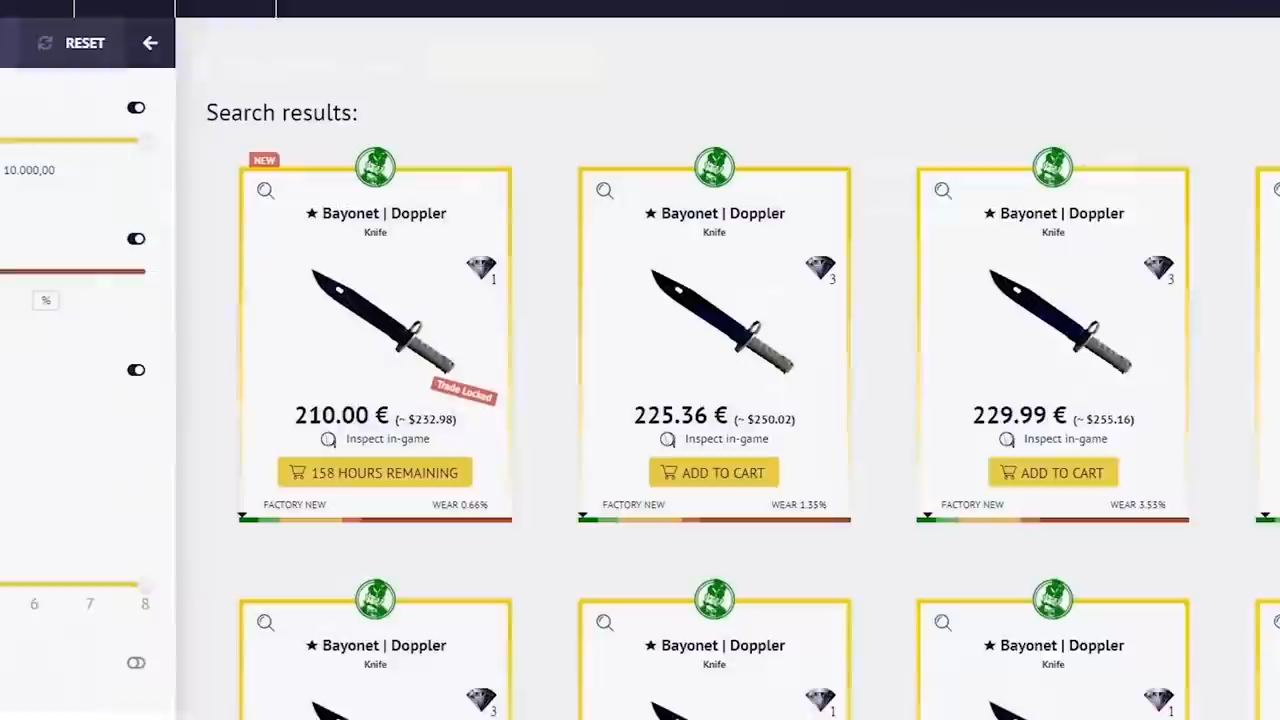 RESET
10.000,00
%
6 7 8
Search results:
NEW
★ Bayonet | Doppler
Knife
1
Trade Locked
210.00 € (~ $232.98)
Inspect in-game
158 HOURS REMAINING
FACTORY NEW WEAR 0.66%
★ Bayonet | Doppler
Knife
3
225.36 € (~ $250.02)
Inspect in-game
ADD TO CART
FACTORY NEW WEAR 1.35%
★ Bayonet | Doppler
Knife
3
229.99 € (~ $255.16)
Inspect in-game
ADD TO CART
FACTORY NEW WEAR 3.53%
★ Bayonet | Doppler
Knife
3
★ Bayonet | Doppler
Knife
1
★ Bayonet | Doppler
Knife
1